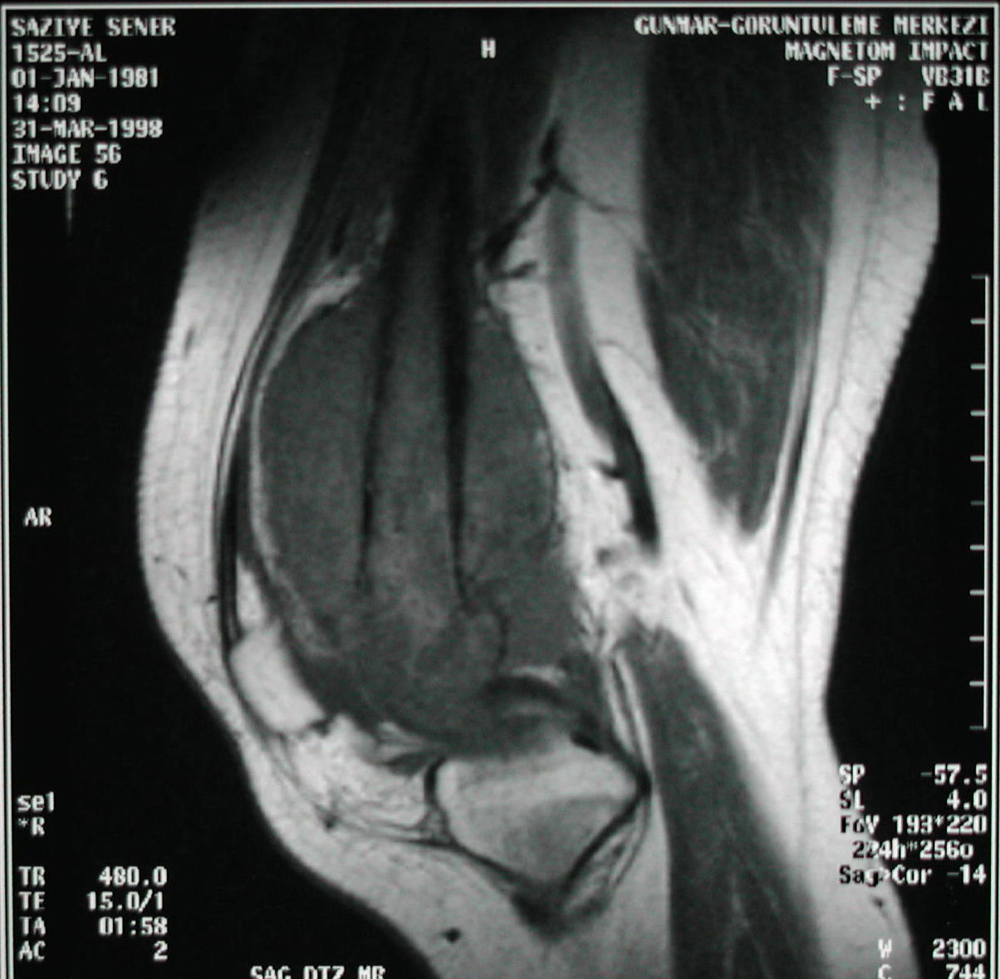 SAZIYE SENER
1525-AL
01-JAN-1981
14:09
31-MAR-1998
IMAGE 56
STUDY 6
H
GUNMAR-GORUNTULEME MERKEZI
MAGNETOM IMPACT
F-SP VB31B
+ : F A L
AR
se1
*R
TR 480.0
TE 15.0/1
TA 01:58
AC 2
SAG DTZ MR
SP -57.5
SL 4.0
FoV 193*220
224h*256o
Sag>Cor -14
W 2300
C 744